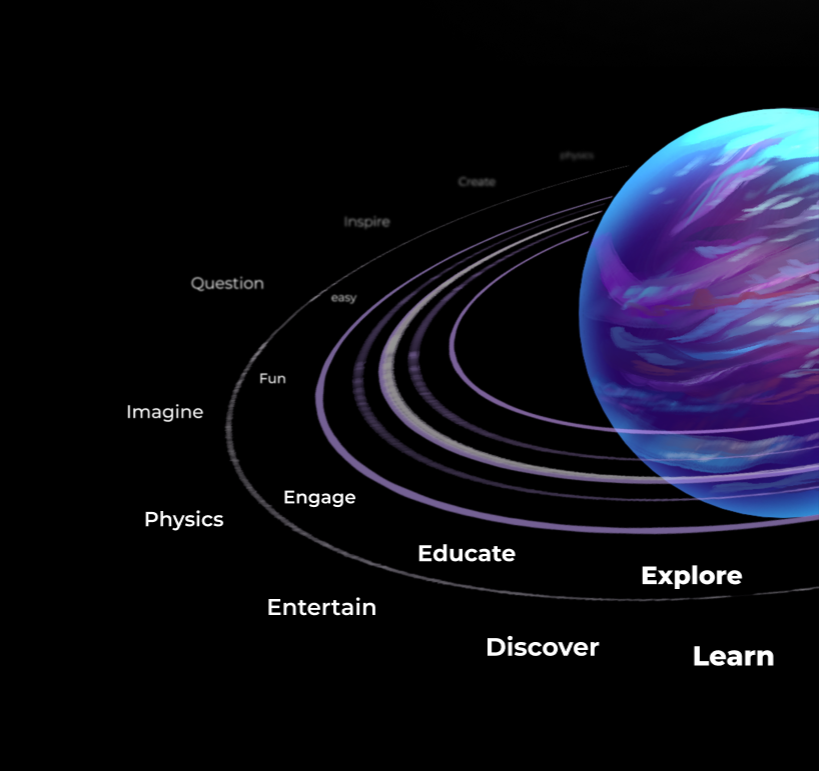 physics
Create
Inspire
Question
easy
Fun
Imagine
Engage
Physics
Educate
Explore
Entertain
Discover
Learn